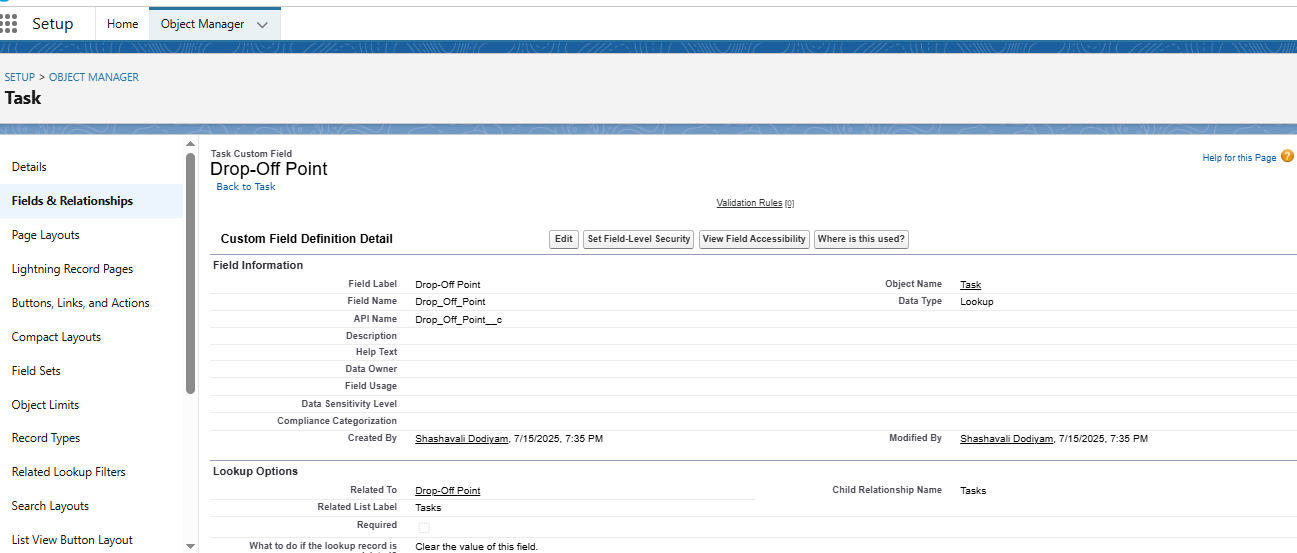 Setup Home Object Manager
SETUP > OBJECT MANAGER
Task
Details
Fields & Relationships
Page Layouts
Lightning Record Pages
Buttons, Links, and Actions
Compact Layouts
Field Sets
Object Limits
Record Types
Related Lookup Filters
Search Layouts
List View Button Layout
Task Custom Field
Drop-Off Point
Back to Task
Help for this Page ?
Validation Rules [0]
Custom Field Definition Detail Edit Set Field-Level Security View Field Accessibility Where is this used?
Field Information
Field Label Drop-Off Point Object Name Task
Field Name Drop_Off_Point Data Type Lookup
API Name Drop_Off_Point__c
Description
Help Text
Data Owner
Field Usage
Data Sensitivity Level
Compliance Categorization
Created By Shashavali Dodiyam, 7/15/2025, 7:35 PM Modified By Shashavali Dodiyam, 7/15/2025, 7:35 PM
Lookup Options
Related To Drop-Off Point Child Relationship Name Tasks
Related List Label Tasks
Required
What to do if the lookup record is Clear the value of this field.